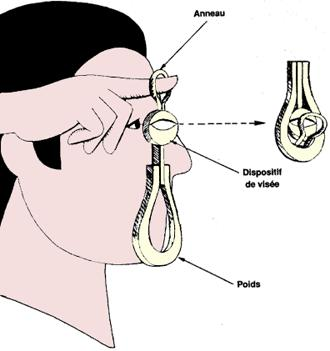 Anneau
Dispositif
de visée
Poids